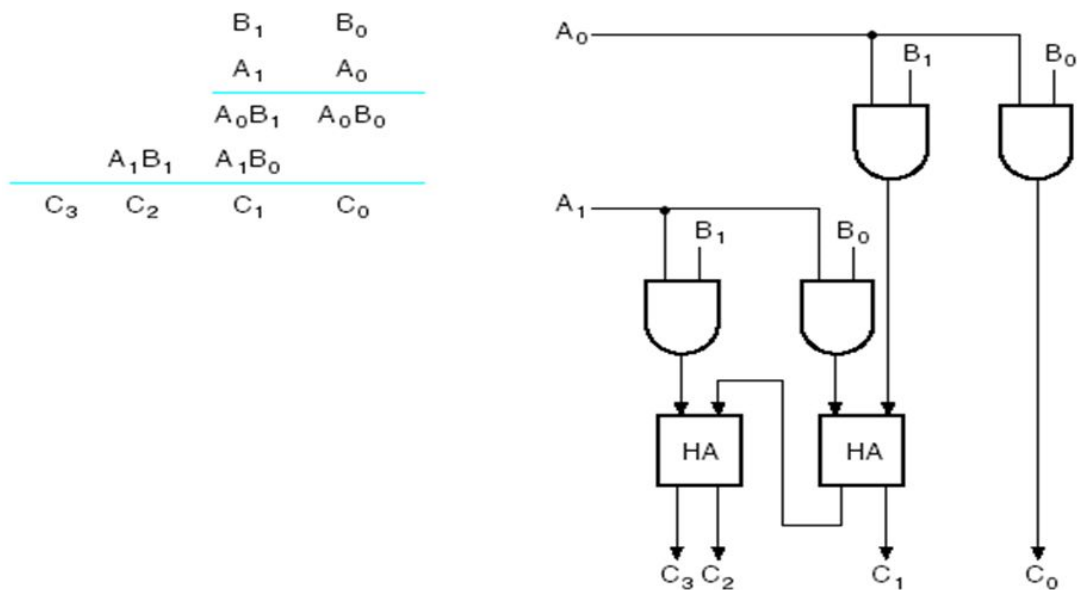 B₁ B₀
A₁ A₀
A₀B₁ A₀B₀
A₁B₁ A₁B₀
C₃ C₂ C₁ C₀
A₀
B₁ B₀
A₁
B₁ B₀
HA HA
C₃ C₂ C₁ C₀